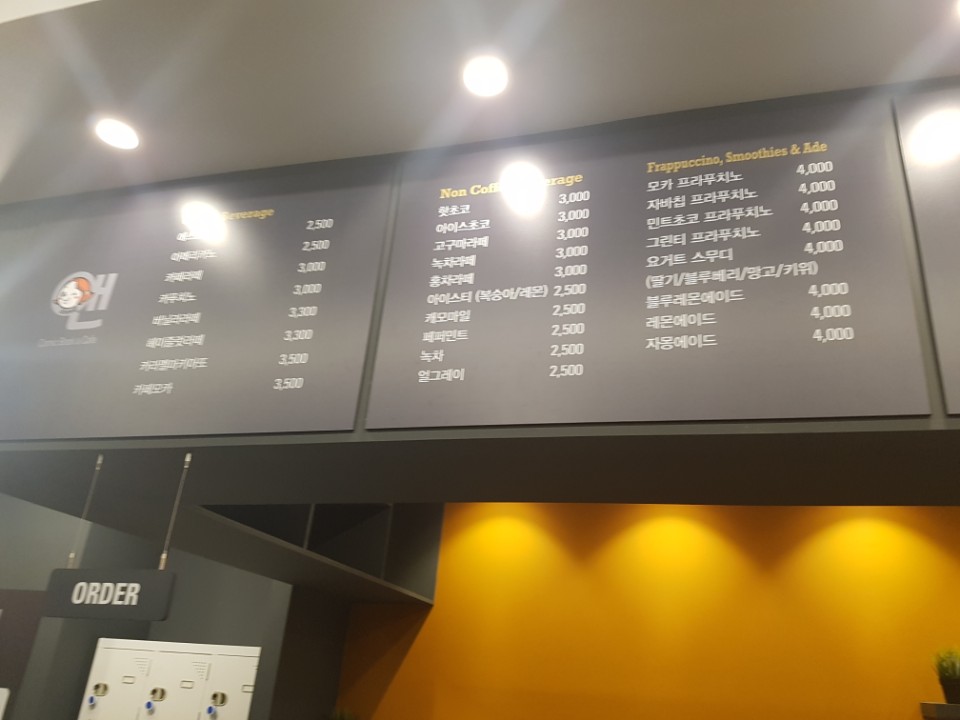 앤
Beverage
2,500
아메리카노 2,500
카페라떼 3,000
카푸치노 3,000
바닐라라떼 3,300
헤이즐넛라떼 3,300
카라멜마키아또 3,500
카페모카 3,500
Non
핫초코 3,000
아이스초코 3,000
고구마라떼 3,000
녹차라떼 3,000
홍차라떼 3,000
아이스티 (복숭아/레몬) 2,500
캐모마일 2,500
페퍼민트 2,500
녹차 2,500
얼그레이 2,500
Frappuccino, Smoothies & Ade
모카 프라푸치노 4,000
자바칩 프라푸치노 4,000
민트초코 프라푸치노 4,000
그린티 프라푸치노 4,000
요거트 스무디 4,000
(딸기/블루베리/망고/키위)
블루레몬에이드 4,000
레몬에이드 4,000
자몽에이드 4,000
ORDER